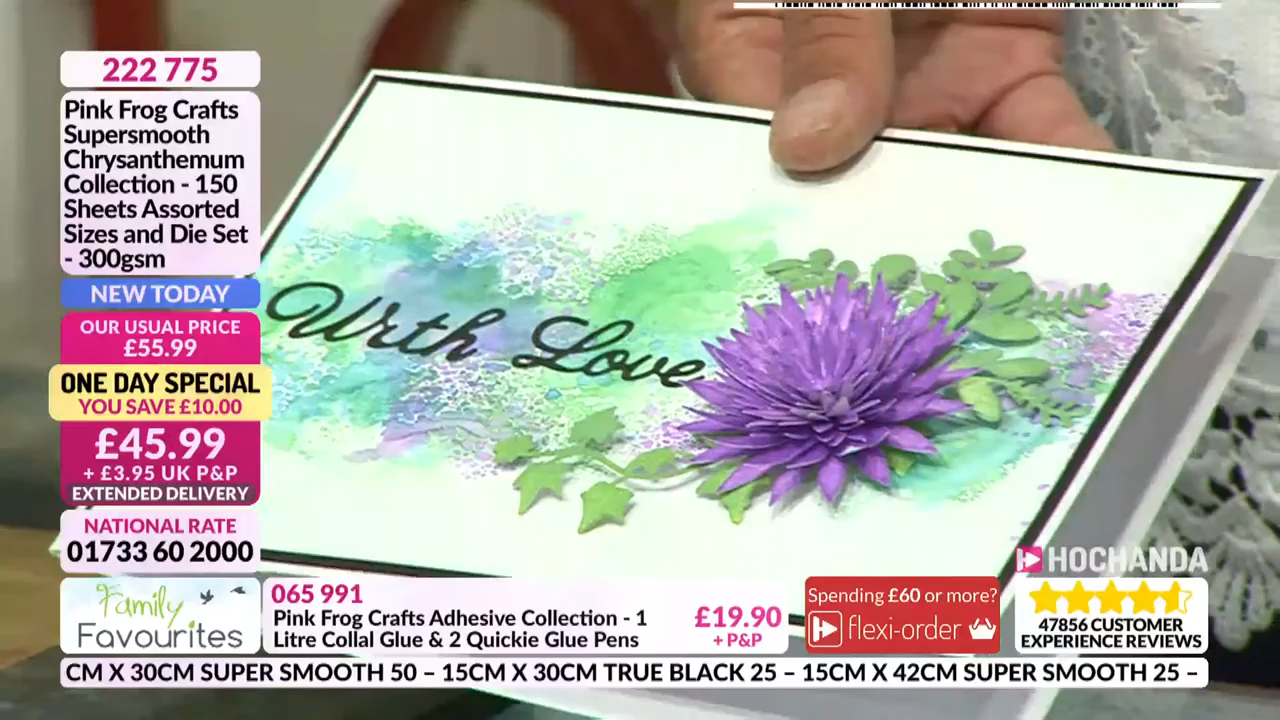 222 775
Pink Frog Crafts
Supersmooth
Chrysanthemum
Collection - 150
Sheets Assorted
Sizes and Die Set
- 300gsm
NEW TODAY
OUR USUAL PRICE
£55.99
ONE DAY SPECIAL
YOU SAVE £10.00
£45.99
+ £3.95 UK P&P
EXTENDED DELIVERY
NATIONAL RATE
01733 60 2000
With Love
Family
Favourites
065 991
Pink Frog Crafts Adhesive Collection - 1
Litre Collal Glue & 2 Quickie Glue Pens
£19.90
+ P&P
Spending £60 or more?
flexi-order
HOCHANDA
47856 CUSTOMER
EXPERIENCE REVIEWS
CM X 30CM SUPER SMOOTH 50 – 15CM X 30CM TRUE BLACK 25 – 15CM X 42CM SUPER SMOOTH 25 –